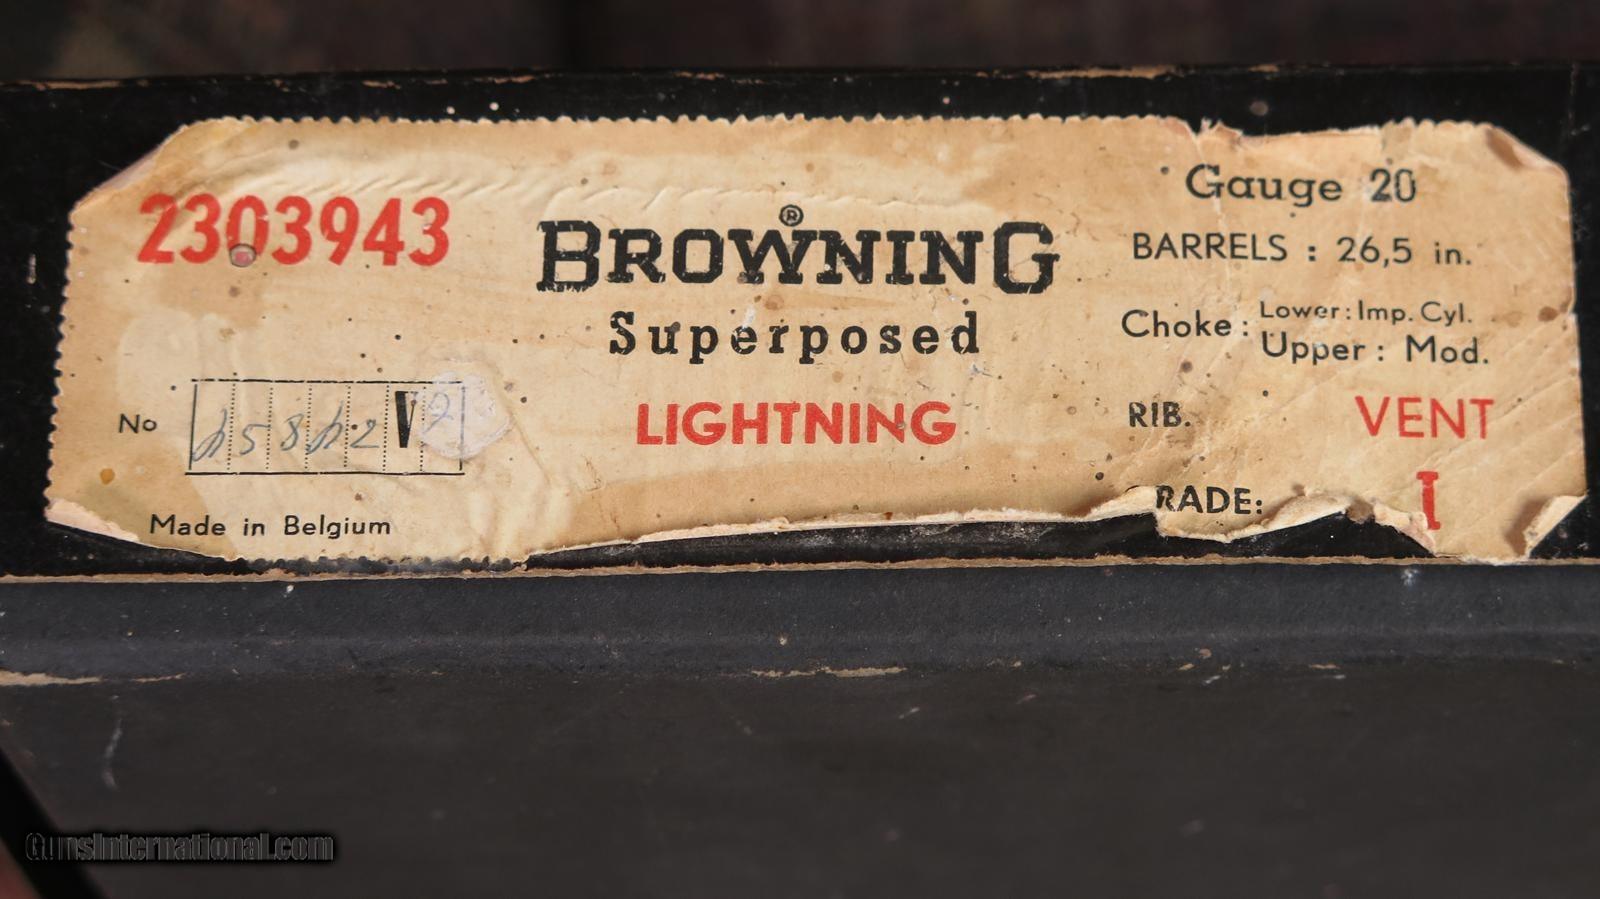 2303943
BROWNING®
Superposed
LIGHTNING
Gauge 20
BARRELS : 26,5 in.
Choke : Lower : Imp. Cyl.
Upper : Mod.
RIB. VENT
RADE: I
No V
Made in Belgium
GunsInternational.com